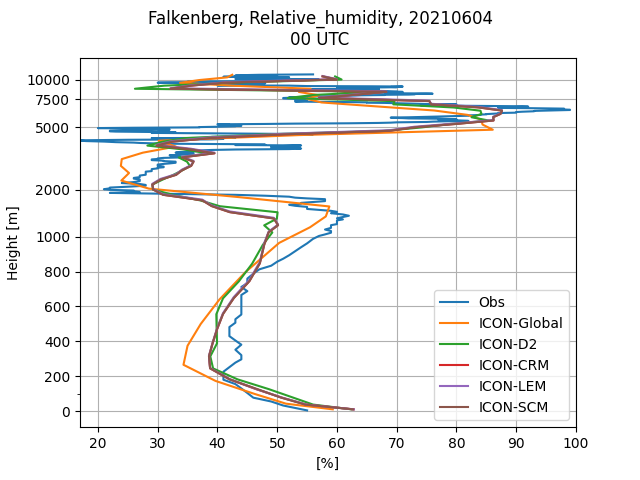 Falkenberg, Relative_humidity, 20210604
00 UTC
10000
7500
5000
2000
1000
800
600
400
200
0
Height [m]
20
30
40
50
60
70
80
90
100
[%]
Obs
ICON-Global
ICON-D2
ICON-CRM
ICON-LEM
ICON-SCM